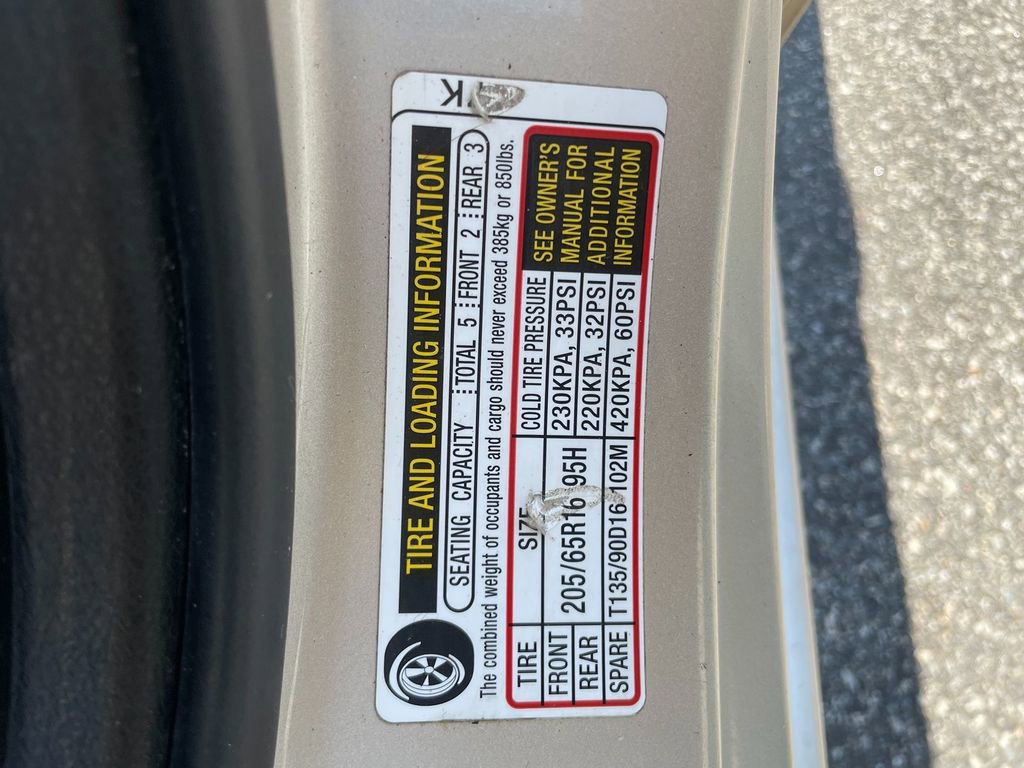 TIRE AND LOADING INFORMATION
SEATING CAPACITY TOTAL 5 FRONT 2 REAR 3
The combined weight of occupants and cargo should never exceed 385kg or 850lbs.
TIRE SIZE COLD TIRE PRESSURE
FRONT 205/65R16 95H 230KPA, 33PSI
REAR 220KPA, 32PSI
SPARE T135/90D16 102M 420KPA, 60PSI
SEE OWNER'S
MANUAL FOR
ADDITIONAL
INFORMATION